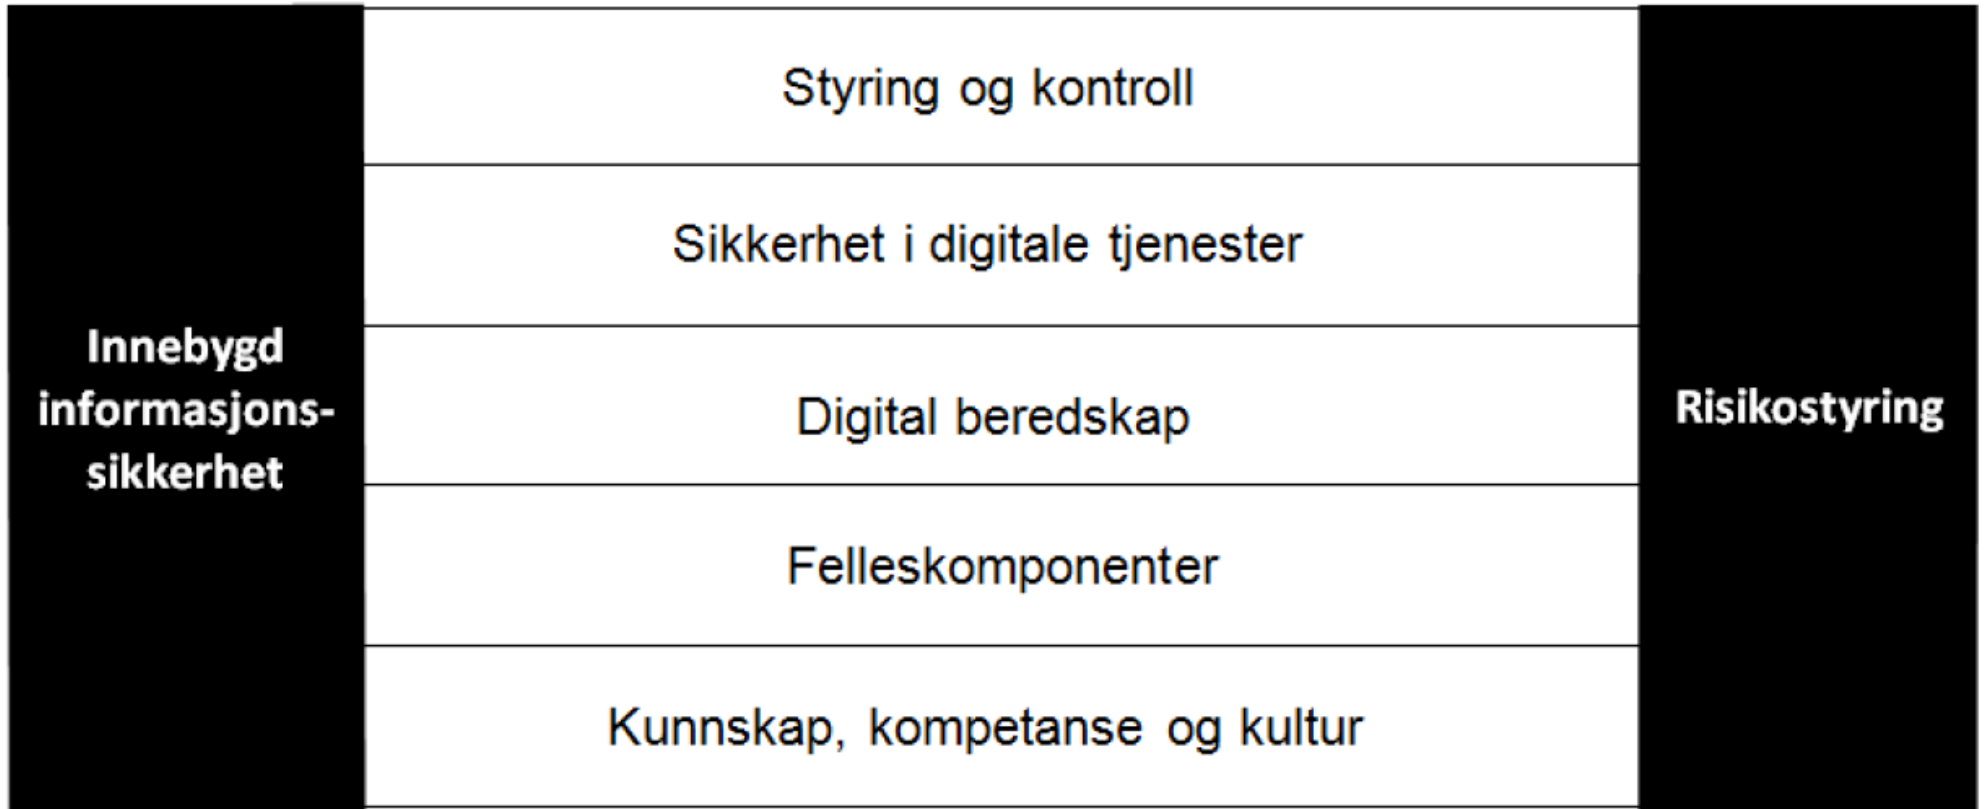 Innebygd
informasjons-
sikkerhet
Styring og kontroll
Sikkerhet i digitale tjenester
Digital beredskap
Felleskomponenter
Kunnskap, kompetanse og kultur
Risikostyring